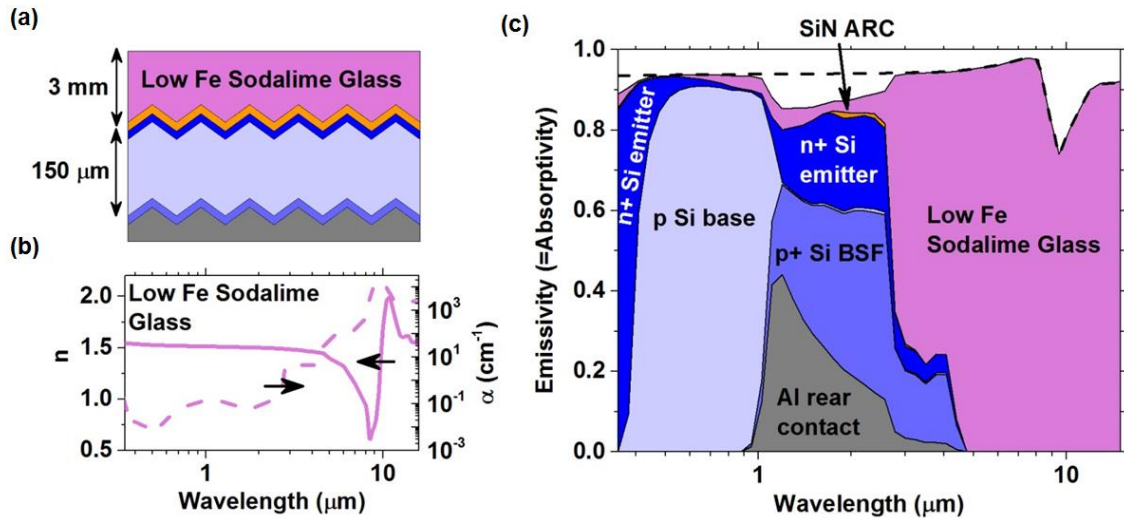 (a)
3 mm
Low Fe Sodalime Glass
150 μm
(b)
2.0
1.5
1.0
0.5
n
Low Fe Sodalime
Glass
10³
10¹
10⁻¹
10⁻³
α (cm⁻¹)
1
10
Wavelength (μm)
(c)
SiN ARC
1.0
0.8
0.6
0.4
0.2
0.0
Emissivity (=Absorptivity)
n+ Si emitter
p Si base
n+ Si
emitter
p+ Si BSF
Al rear
contact
Low Fe
Sodalime Glass
1
10
Wavelength (μm)